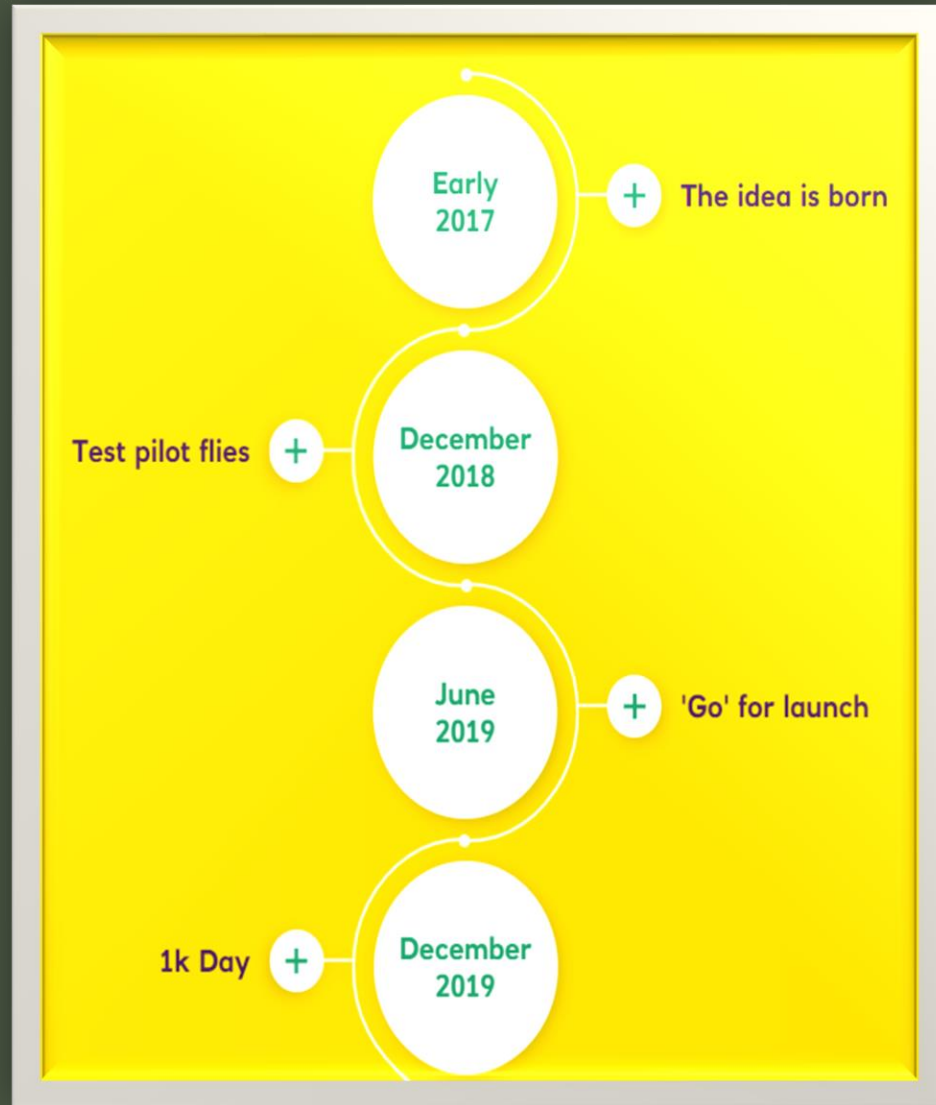 Early
2017
+ The idea is born
Test pilot flies +
December
2018
June
2019
+ 'Go' for launch
1k Day +
December
2019